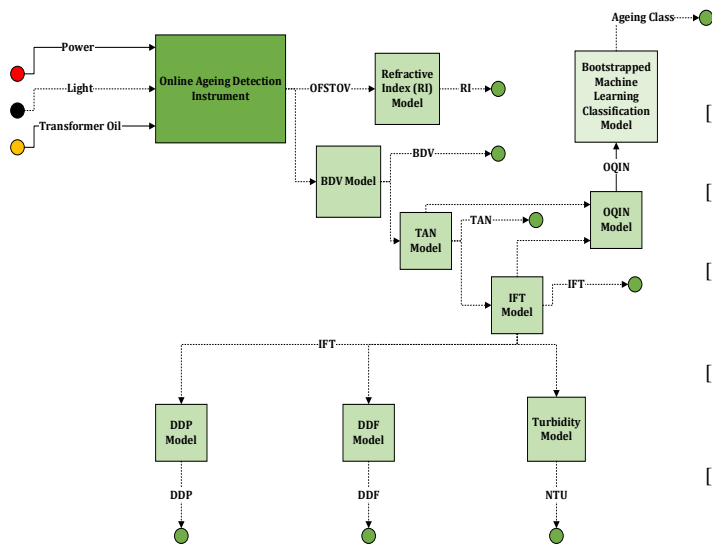 Ageing Class
Power
Light
Transformer Oil
Online Ageing Detection
Instrument
OFSTOV
Refractive
Index (RI)
Model
RI
Bootstrapped
Machine
Learning
Classification
Model
[
BDV
OQIN
BDV Model
[
TAN
Model
TAN
OQIN
Model
[
IFT
Model
IFT
IFT
[
DDP
Model
DDF
Model
Turbidity
Model
[
DDP
DDF
NTU